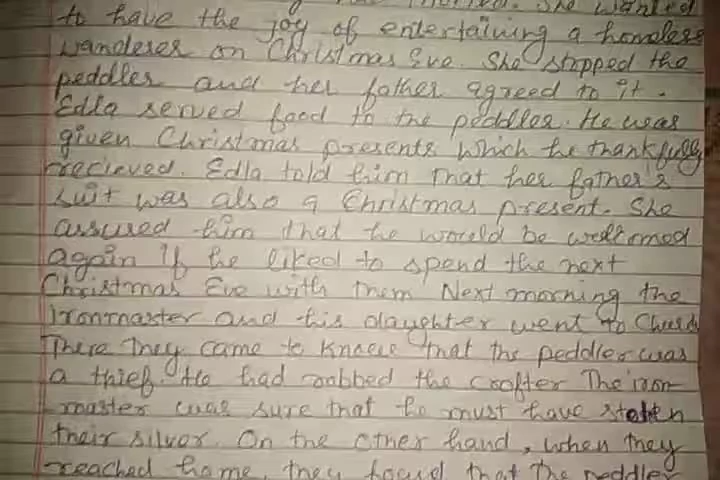 She wanted
to have the joy of entertaining a homeless
wanderer on Christmas Eve. She stopped the
peddler and her father agreed to it.
Edla served food to the peddler. He was
given Christmas presents which he thankfully
recieved. Edla told him that her father's
suit was also a Christmas present. She
assured him that he would be welcomed
again if he liked to spend the next
Christmas Eve with them Next morning the
Ironmaster and his daughter went to Church
There they came to know that the peddler was
a thief. He had robbed the crofter The iron-
master was sure that he must have stolen
their silver. On the other hand, when they
reached home, they found that the peddler